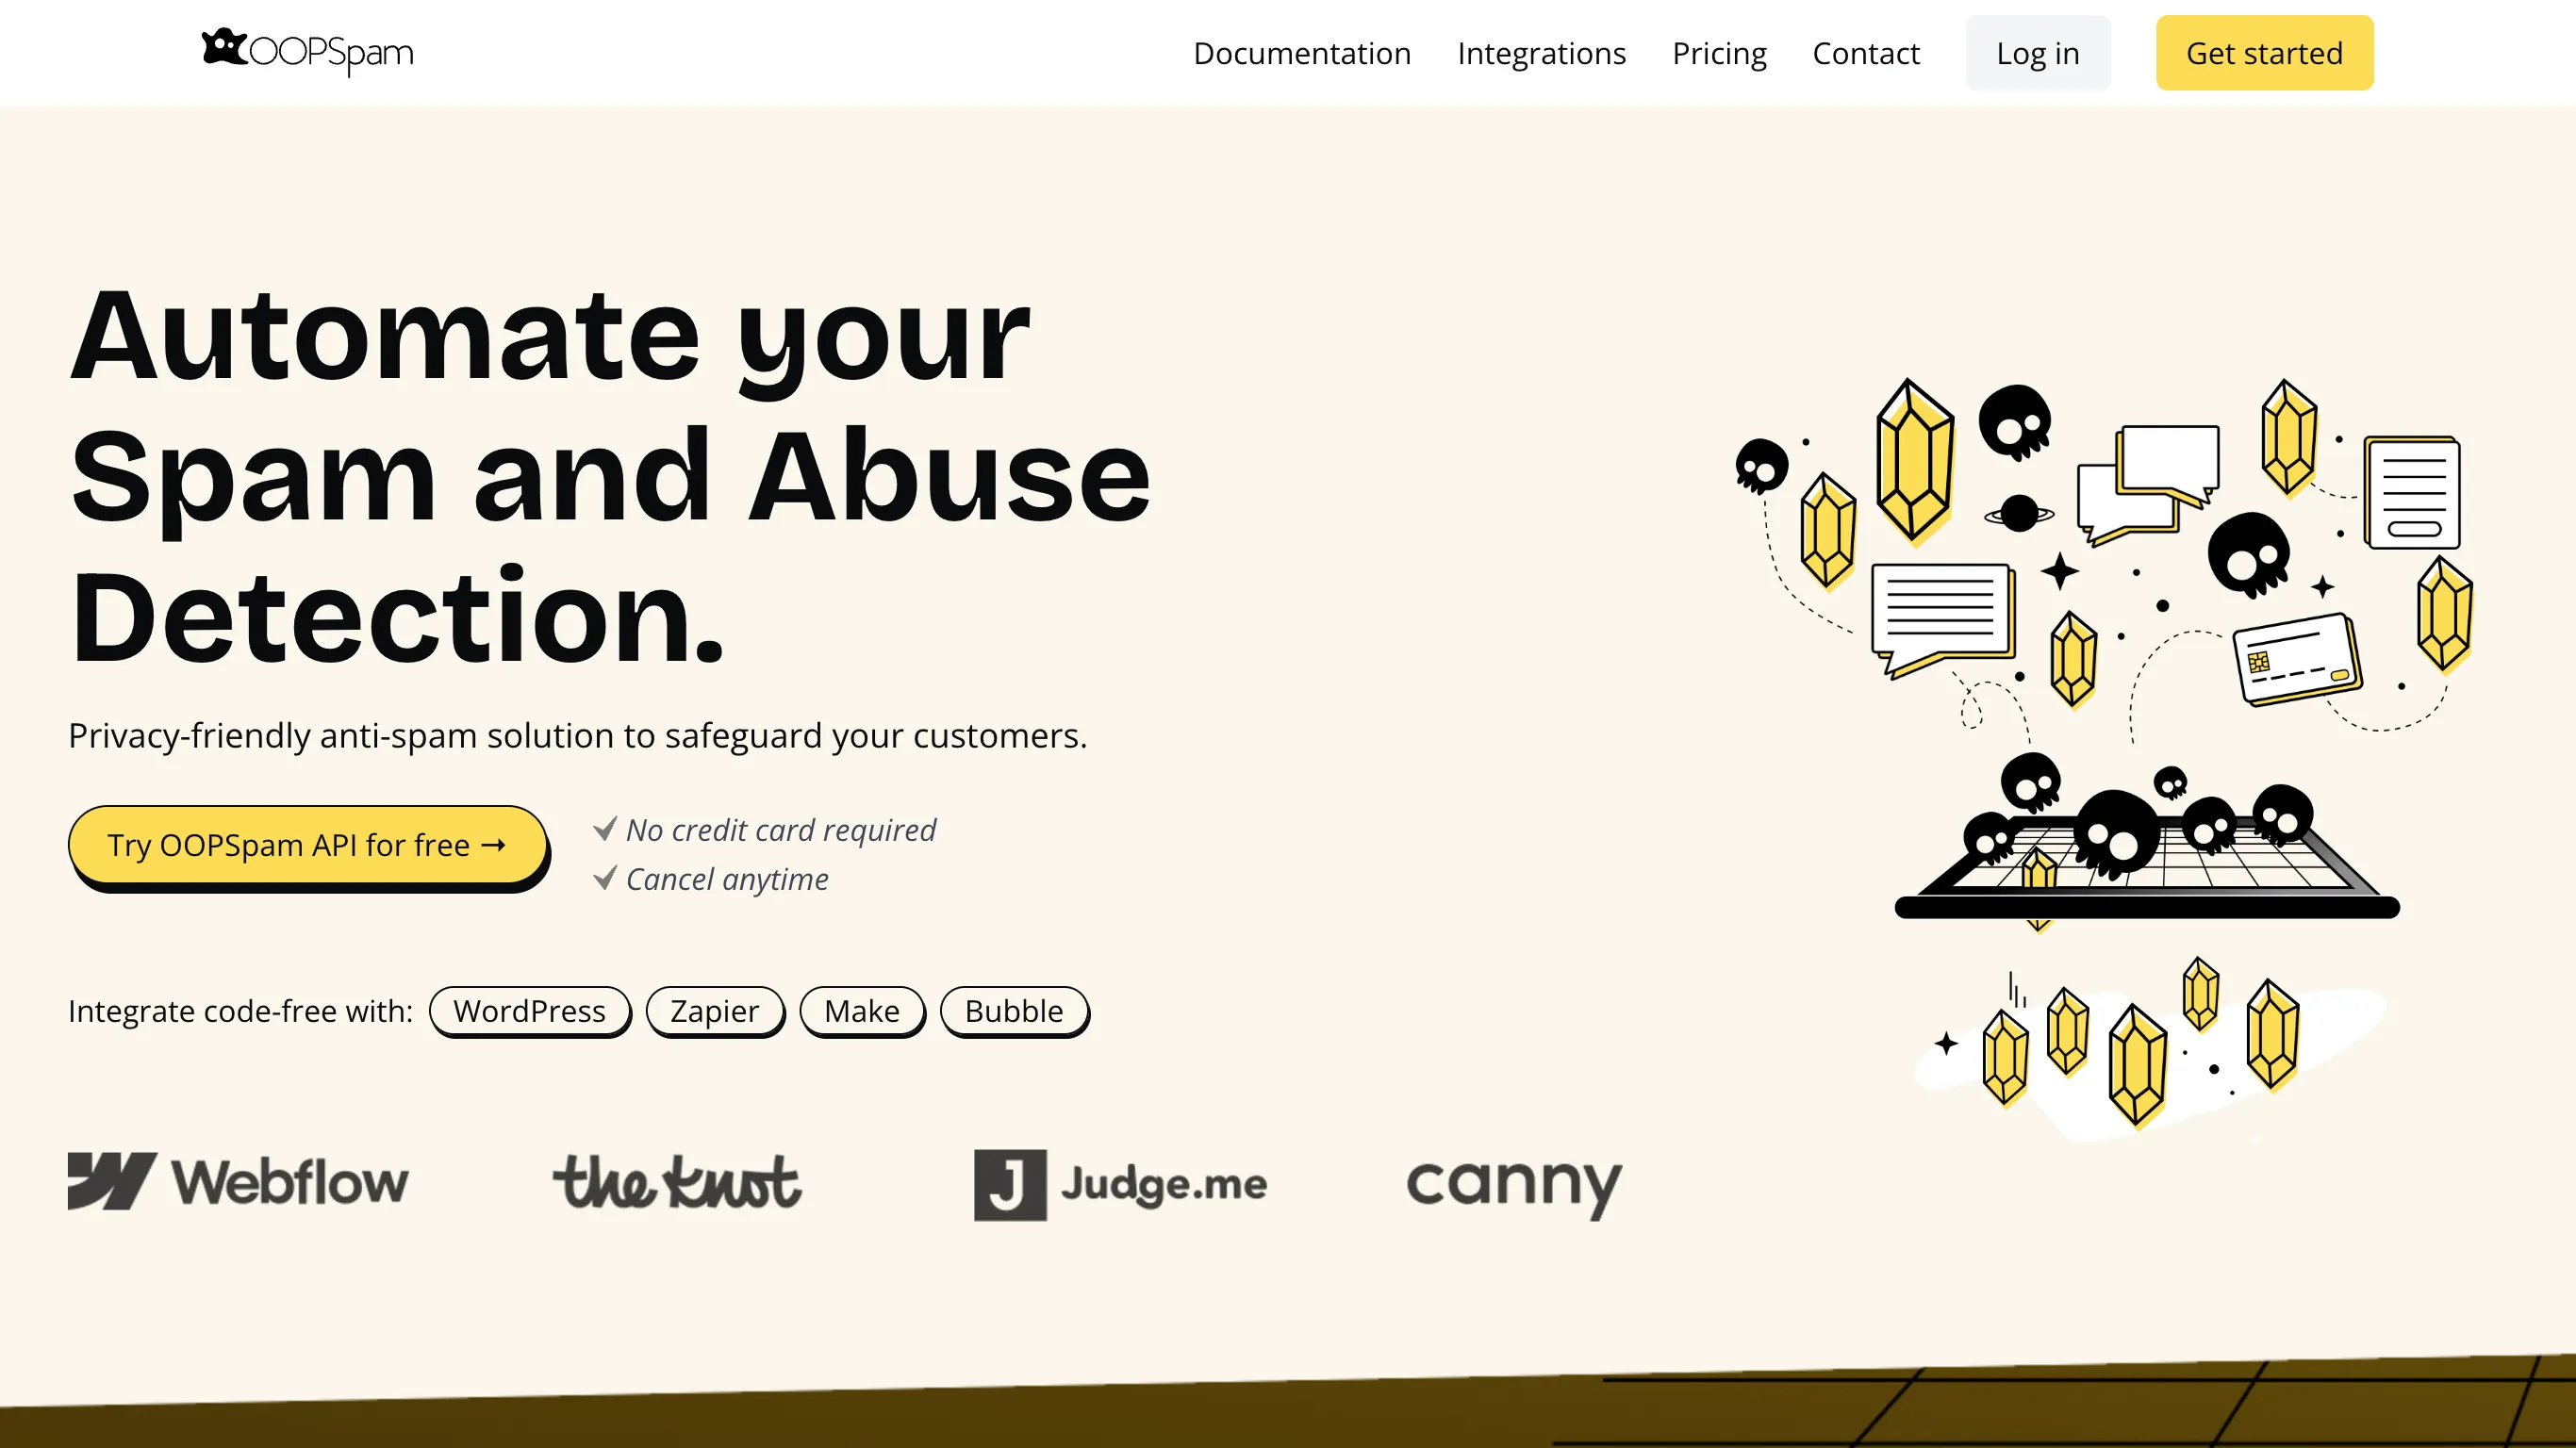 OOPSpam
Documentation
Integrations
Pricing
Contact
Log in
Get started
Automate your
Spam and Abuse
Detection.
Privacy-friendly anti-spam solution to safeguard your customers.
Try OOPSpam API for free →
✓ No credit card required
✓ Cancel anytime
Integrate code-free with: WordPress Zapier Make Bubble
Webflow
the knot
J Judge.me
canny